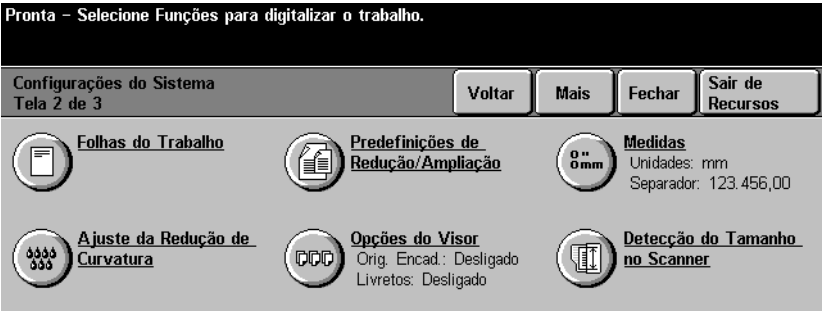 Pronta – Selecione Funções para digitalizar o trabalho.
Configurações do Sistema
Tela 2 de 3
Voltar
Mais
Fechar
Sair de
Recursos
Folhas do Trabalho
Predefinições de
Redução/Ampliação
0"
0mm
Medidas
Unidades: mm
Separador: 123.456,00
Ajuste da Redução de
Curvatura
Opções do Visor
Orig. Encad.: Desligado
Livretos: Desligado
Detecção do Tamanho
no Scanner